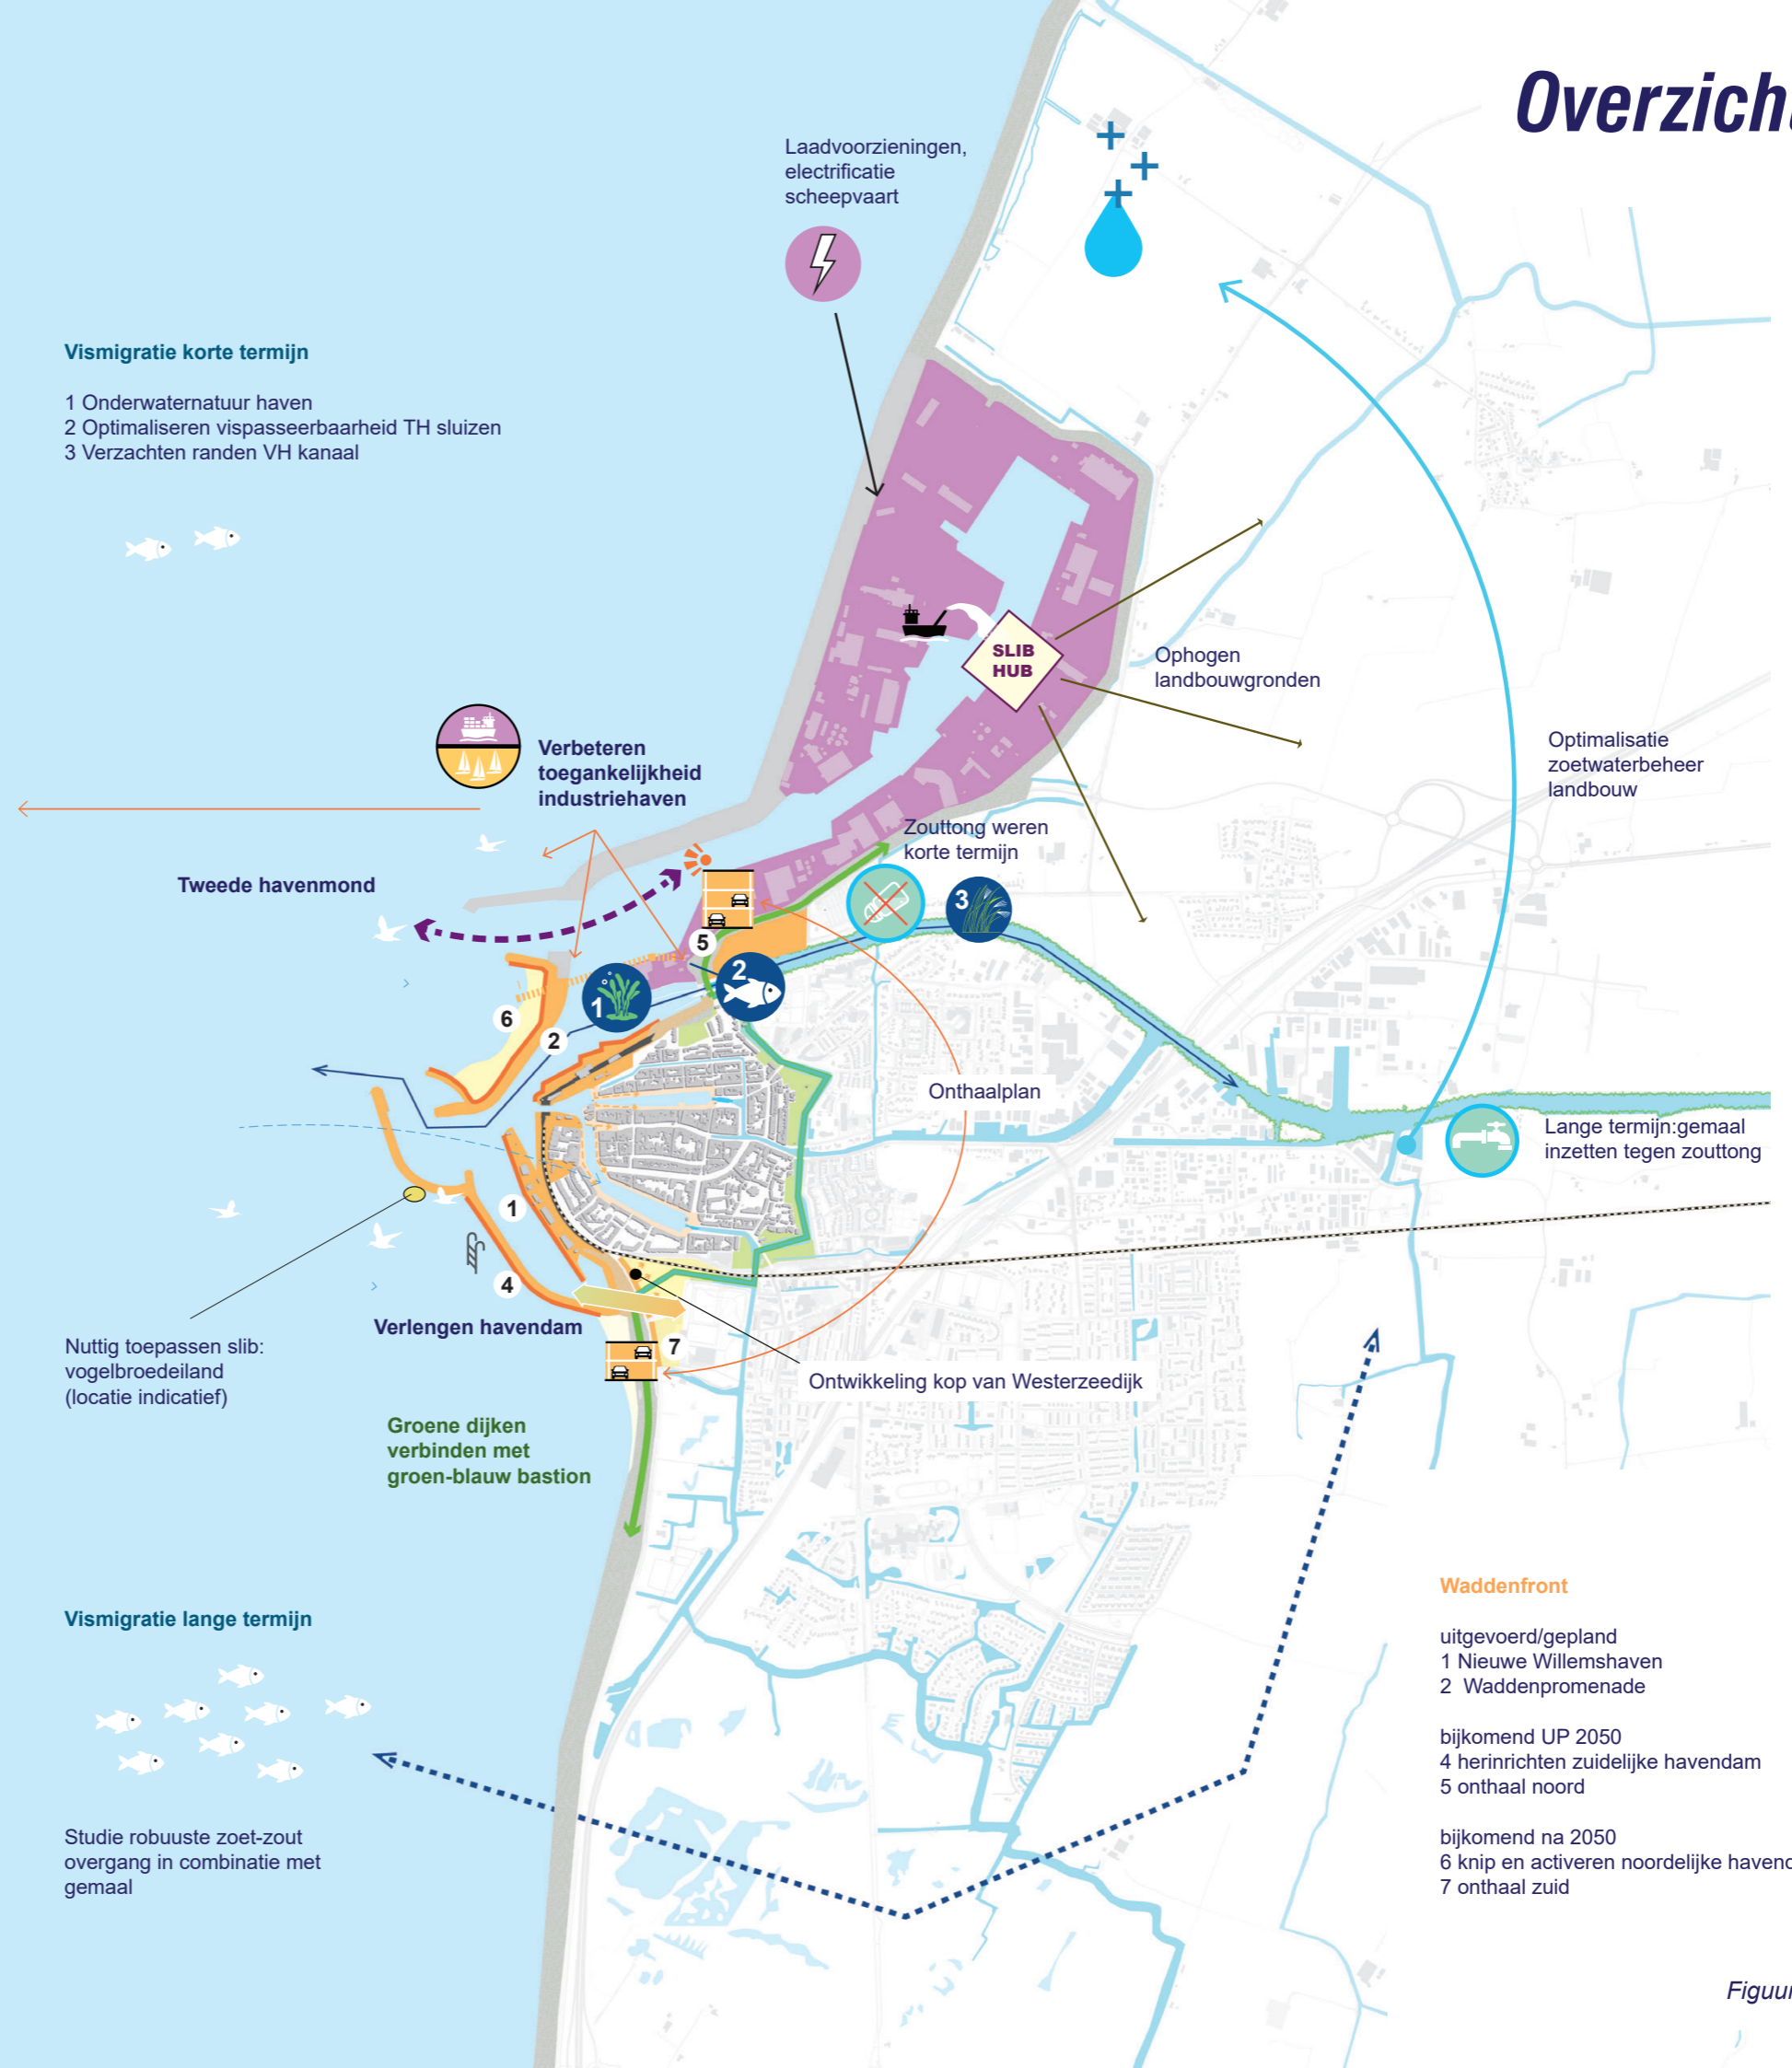 Overzich
Laadvoorzieningen,
electrificatie
scheepvaart
Vismigratie korte termijn
1 Onderwaternatuur haven
2 Optimaliseren vispasseerbaarheid TH sluizen
3 Verzachten randen VH kanaal
SLIB
HUB
Ophogen
landbouwgronden
Optimalisatie
zoetwaterbeheer
landbouw
Verbeteren
toegankelijkheid
industriehaven
Zouttong weren
korte termijn
Tweede havenmond
3
5
2
1
6
2
Onthaalplan
Lange termijn:gemaal
inzetten tegen zouttong
1
4
Verlengen havendam
7
Nuttig toepassen slib:
vogelbroedeiland
(locatie indicatief)
Ontwikkeling kop van Westerzeedijk
Groene dijken
verbinden met
groen-blauw bastion
Vismigratie lange termijn
Studie robuuste zoet-zout
overgang in combinatie met
gemaal
Waddenfront
uitgevoerd/gepland
1 Nieuwe Willemshaven
2 Waddenpromenade
bijkomend UP 2050
4 herinrichten zuidelijke havendam
5 onthaal noord
bijkomend na 2050
6 knip en activeren noordelijke havend
7 onthaal zuid
Figuur